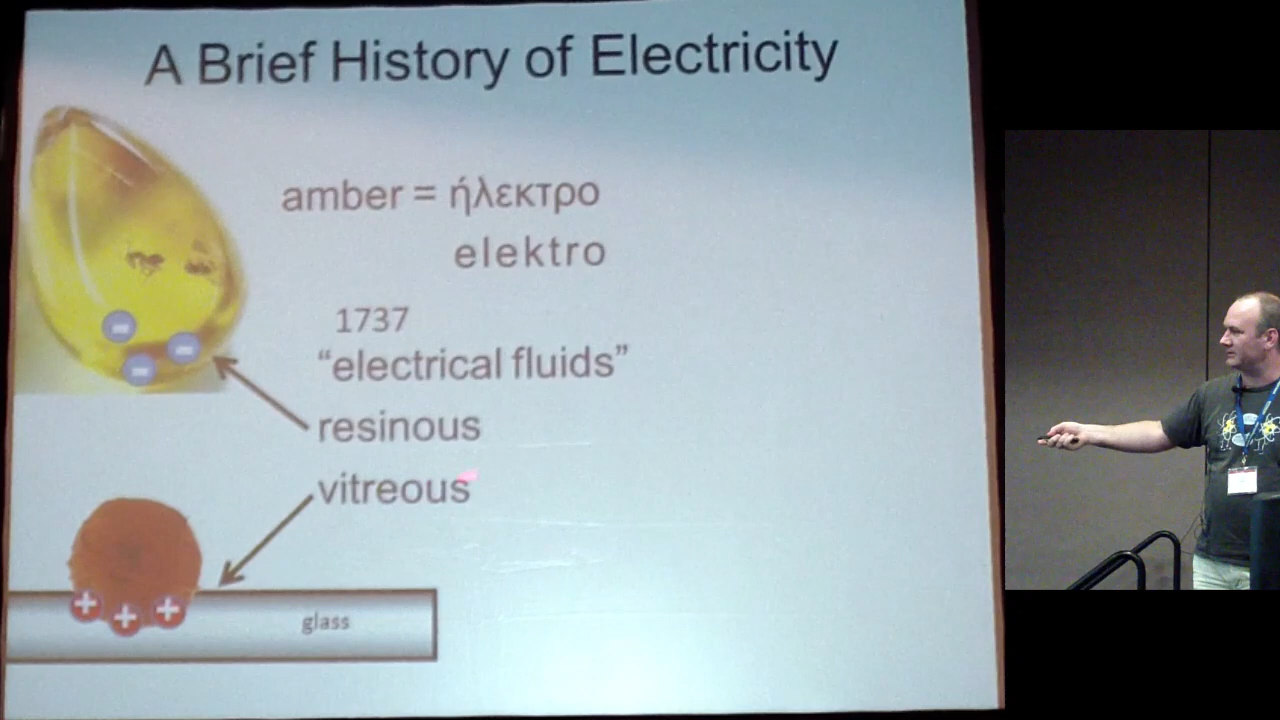 A Brief History of Electricity
amber = ήλεκτρο
elektro
1737
“electrical fluids”
resinous
vitreous
glass